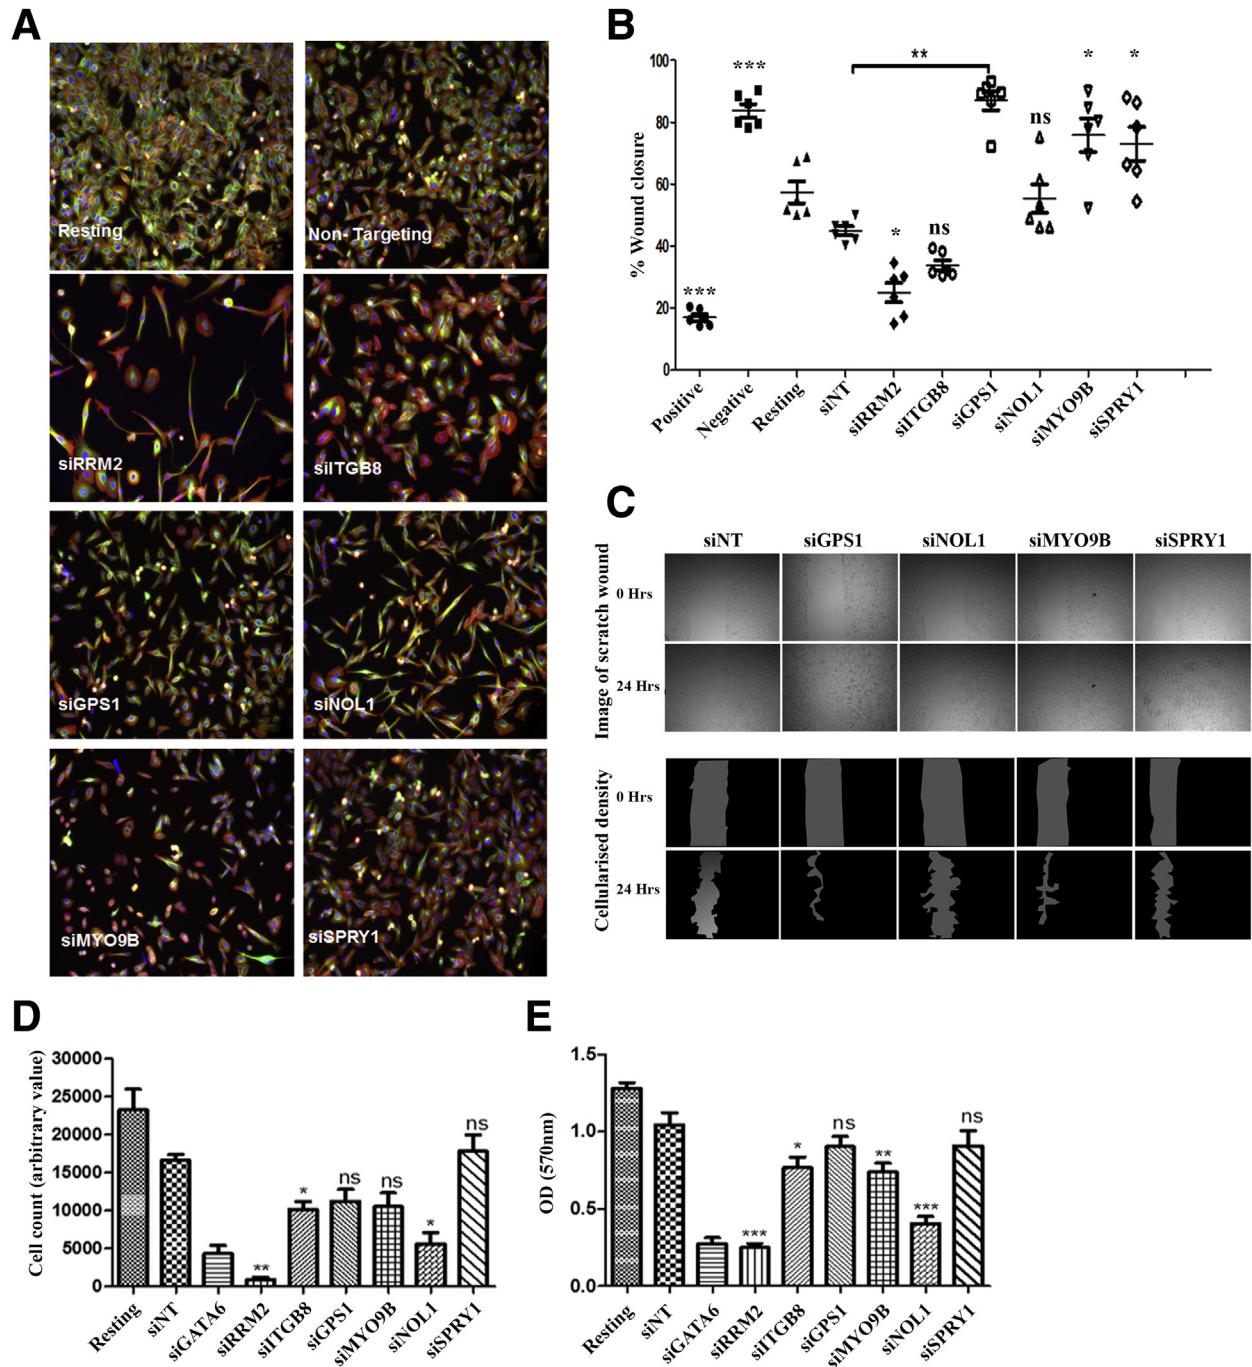 A
Resting
Non- Targeting
siRRM2
siITGB8
siGPS1
siNOL1
siMYO9B
siSPRY1
B
% Wound closure
100
80
60
40
20
0
***
***
*
ns
**
ns
*
*
Positive
Negative
Resting
siNT
siRRM2
siITGB8
siGPS1
siNOL1
siMYO9B
siSPRY1
C
siNT siGPS1 siNOL1 siMYO9B siSPRY1
Image of scratch wound
0 Hrs
24 Hrs
Cellularised density
0 Hrs
24 Hrs
D
Cell count (arbitrary value)
30000
25000
20000
15000
10000
5000
0
**
*
ns
ns
*
ns
Resting
siNT
siGATA6
siRRM2
siITGB8
siGPS1
siMYO9B
siNOL1
siSPRY1
E
OD (570nm)
1.5
1.0
0.5
0.0
***
*
ns
**
***
ns
Resting
siNT
siGATA6
siRRM2
siITGB8
siGPS1
siMYO9B
siNOL1
siSPRY1